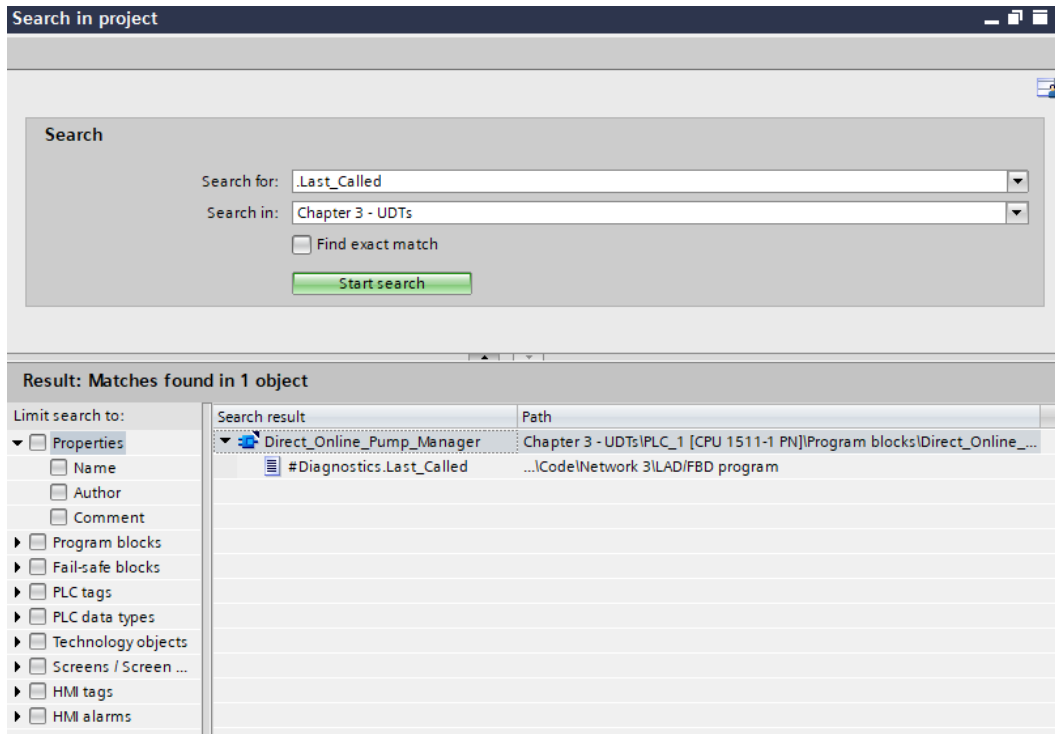 Search in project
Search
Search for: .Last_Called
Search in: Chapter 3 - UDTs
Find exact match
Start search
Result: Matches found in 1 object
Limit search to:
Search result Path
Properties
Direct_Online_Pump_Manager Chapter 3 - UDTs\PLC_1 [CPU 1511-1 PN]\Program blocks\Direct_Online_...
Name
#Diagnostics.Last_Called ...\Code\Network 3\LAD/FBD program
Author
Comment
Program blocks
Fail-safe blocks
PLC tags
PLC data types
Technology objects
Screens / Screen ...
HMI tags
HMI alarms